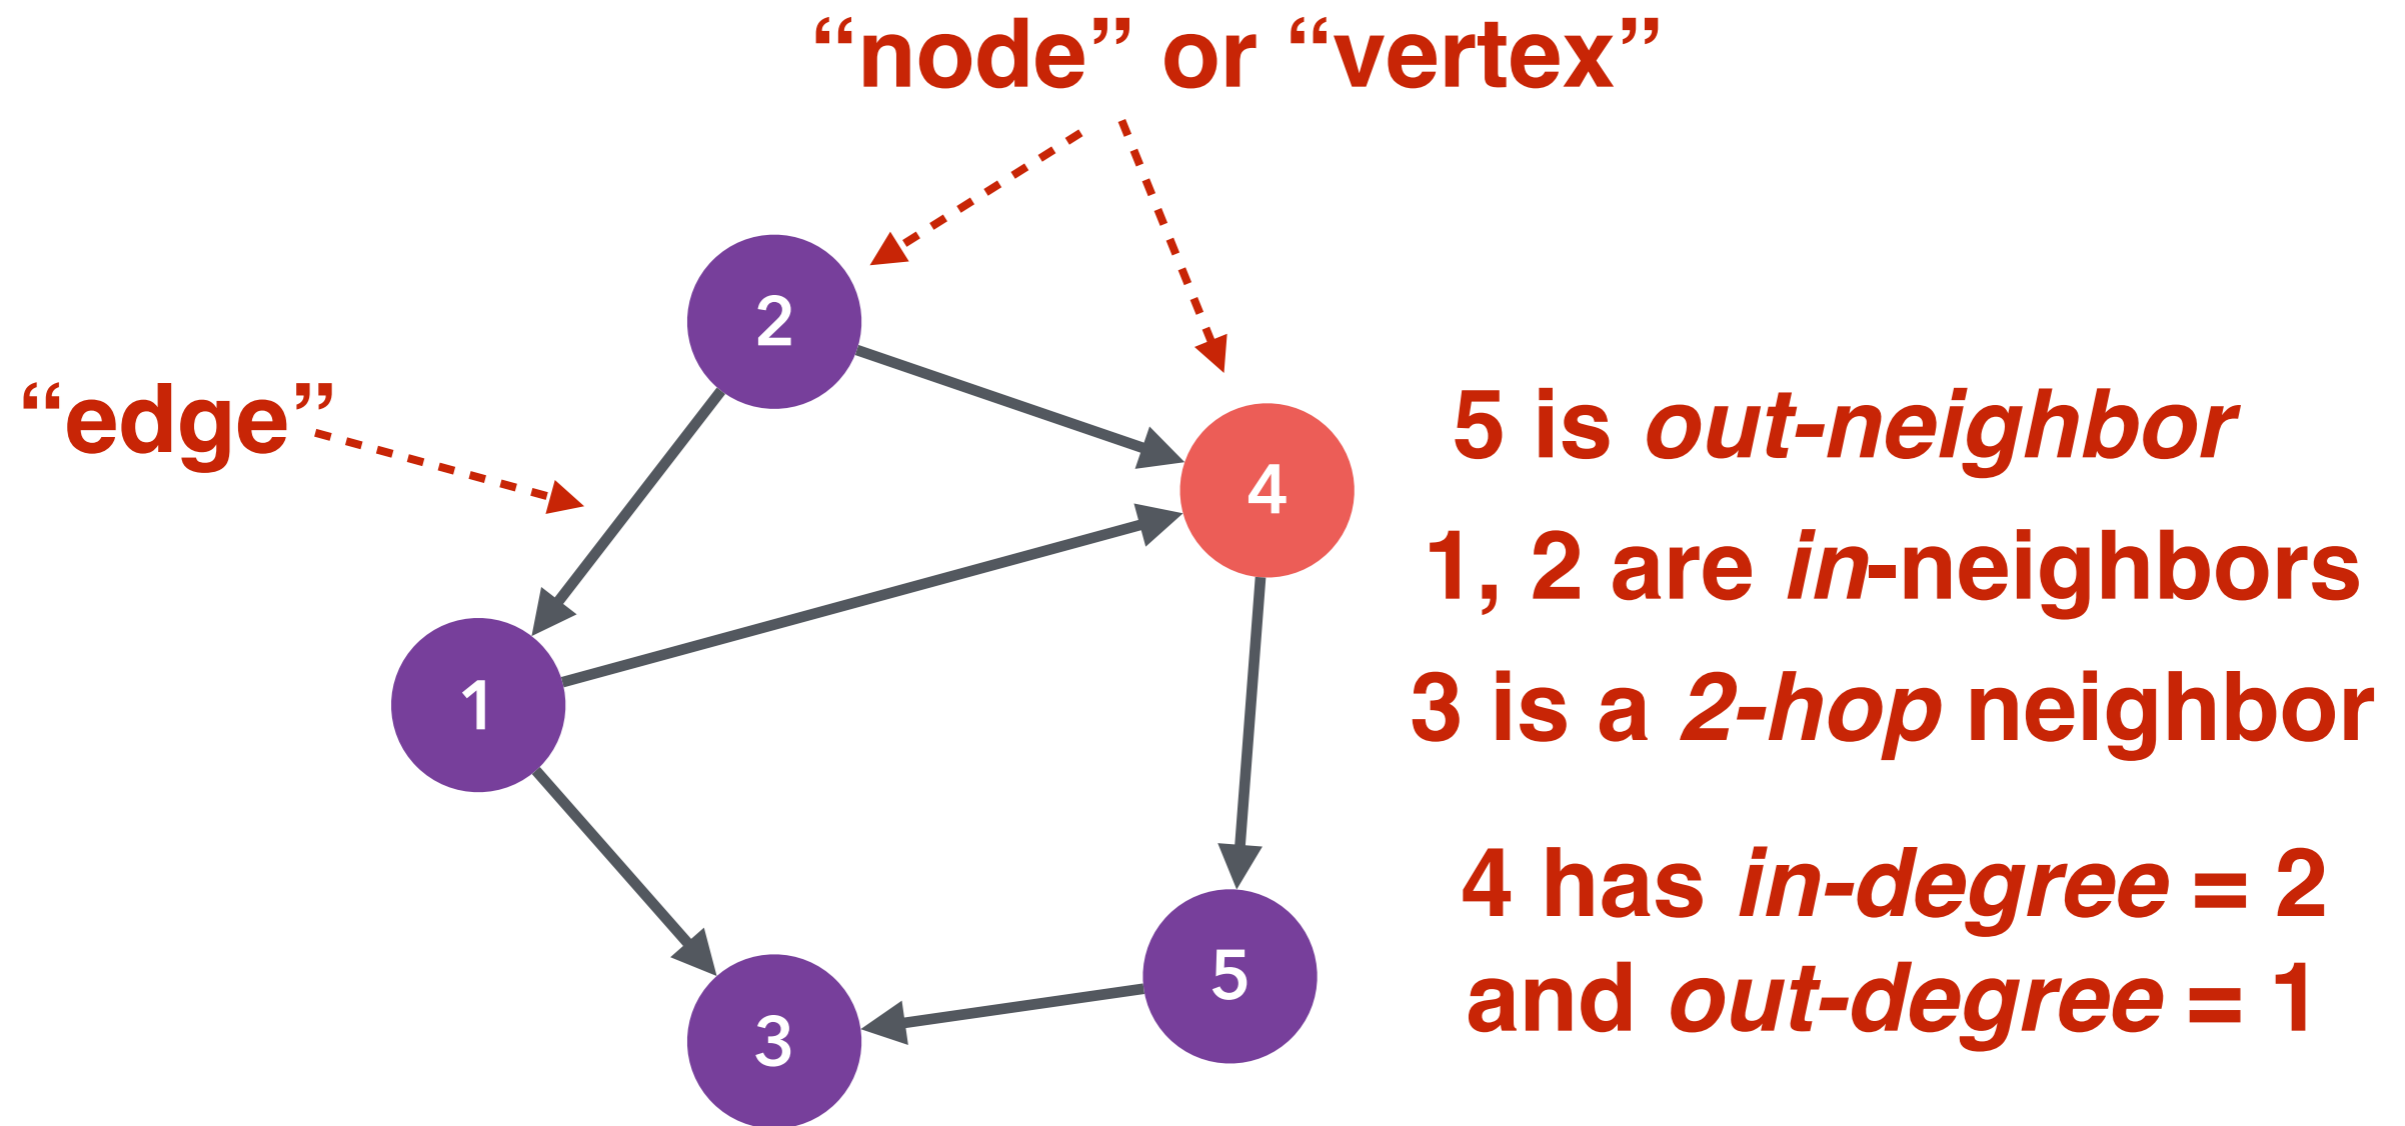 “node” or “vertex”
2
“edge”
4
5 is out-neighbor
1, 2 are in-neighbors
1
3 is a 2-hop neighbor
4 has in-degree = 2
and out-degree = 1
5
3